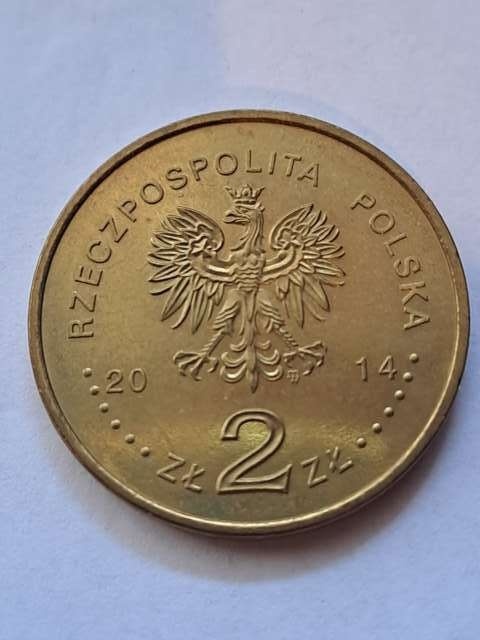 RZECZPOSPOLITA POLSKA
20 14
ZŁ 2 ZŁ